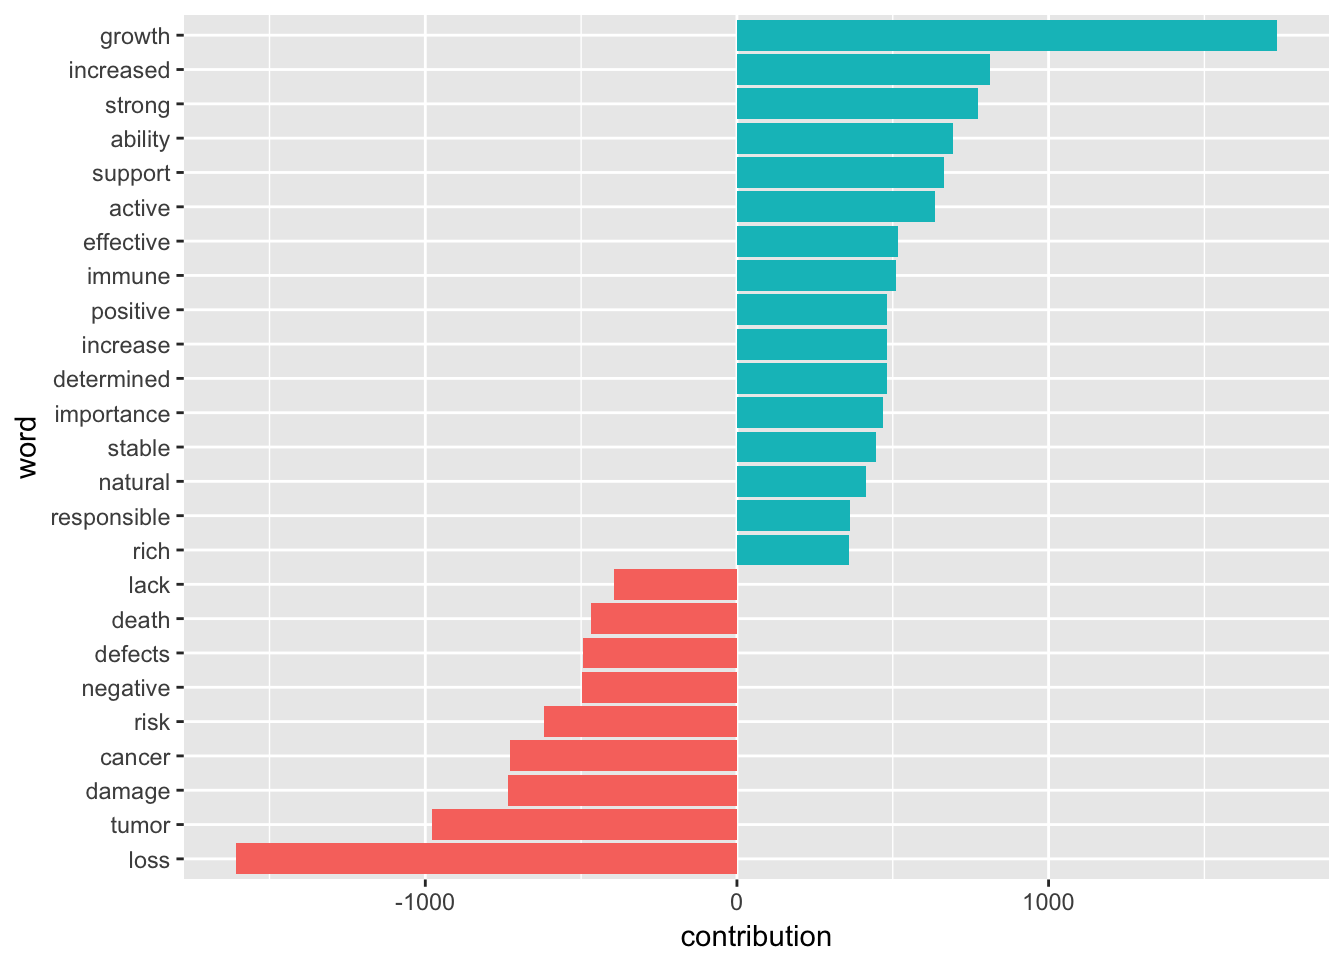 growth
increased
strong
ability
support
active
effective
immune
positive
increase
determined
importance
stable
natural
responsible
rich
lack
death
defects
negative
risk
cancer
damage
tumor
loss
word
-1000 0 1000
contribution